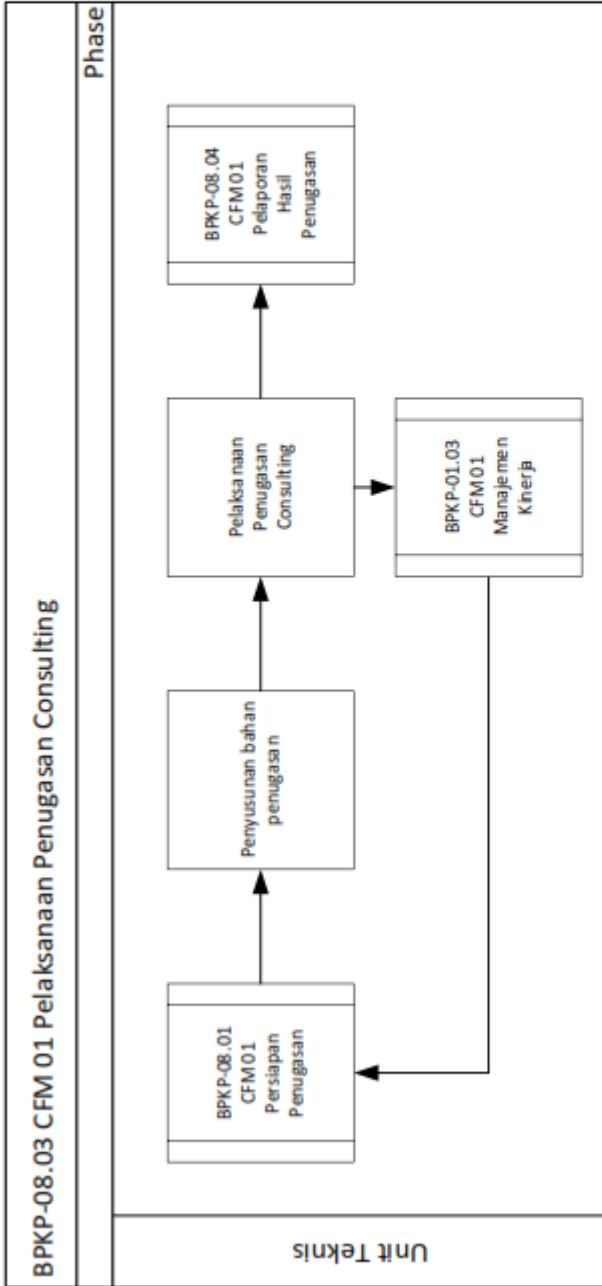 BPKP-08.03 CFM 01 Pelaksanaan Penugasan Consulting
Phase
Unit Teknis
BPKP-08.01
CFM 01
Persiapan
Penugasan
Penyusunan bahan
penugasan
Pelaksanaan
Penugasan
Consulting
BPKP-08.04
CFM 01
Pelaporan
Hasil
Penugasan
BPKP-01.03
CFM 01
Manajemen
Kinerja